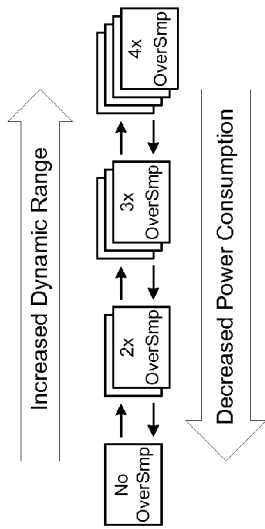 Increased Dynamic Range
No
OverSmp
2x
OverSmp
3x
OverSmp
4x
OverSmp
Decreased Power Consumption